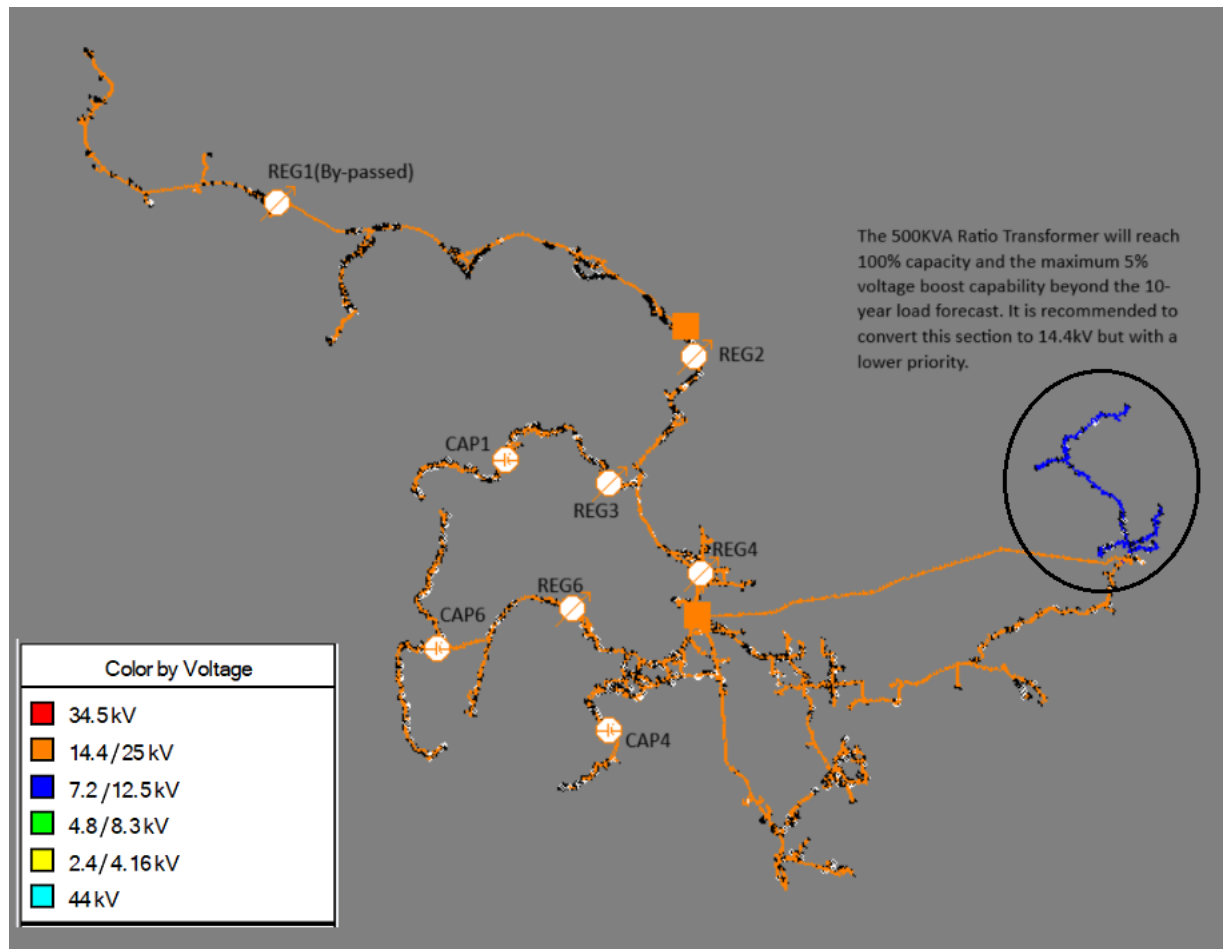 REG1(By-passed)
The 500KVA Ratio Transformer will reach
100% capacity and the maximum 5%
voltage boost capability beyond the 10-
year load forecast. It is recommended to
convert this section to 14.4kV but with a
lower priority.
REG2
CAP1
REG3
REG4
REG6
CAP6
CAP4
Color by Voltage
34.5 kV
14.4/25 kV
7.2/12.5 kV
4.8/8.3 kV
2.4/4.16 kV
44 kV